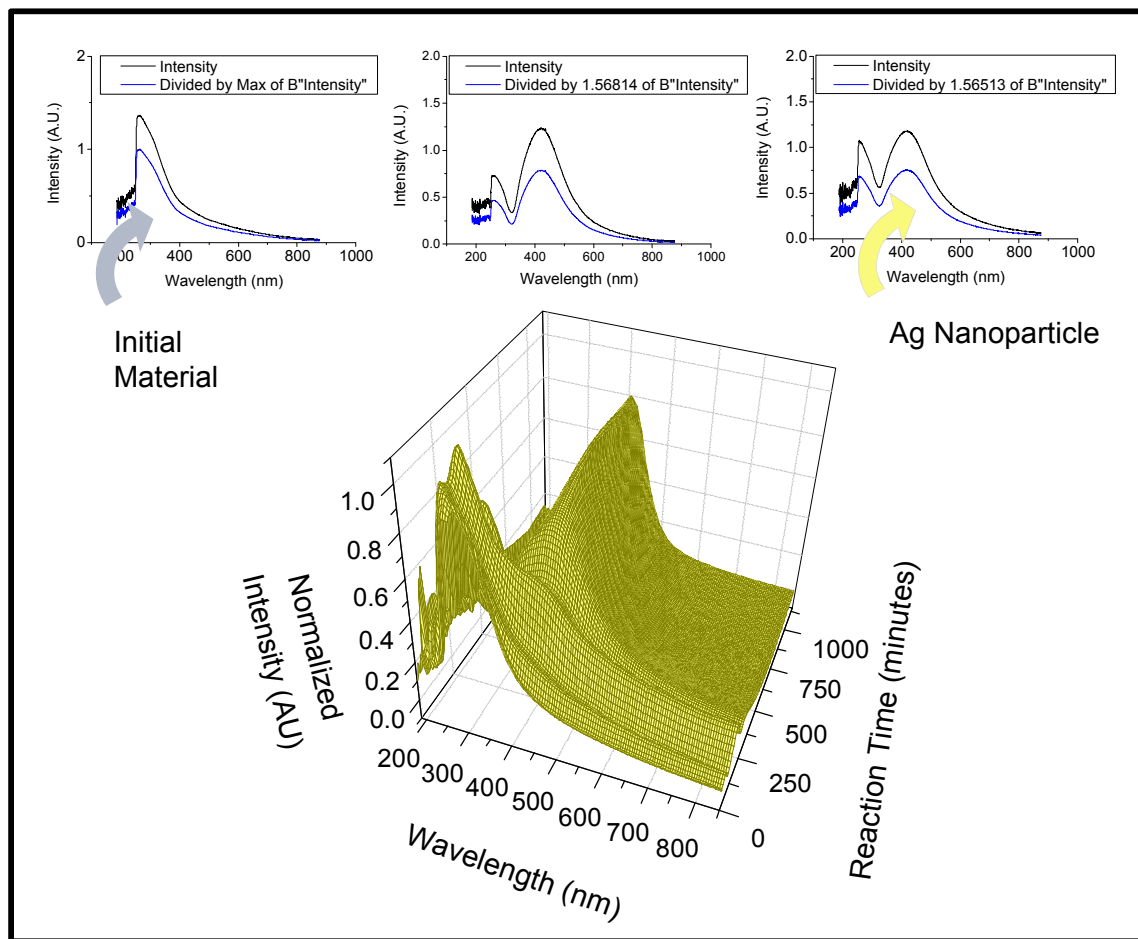 Intensity
Divided by Max of B"Intensity"
2
1
0
Intensity (A.U.)
200 400 600 800 1000
Wavelength (nm)
Intensity
Divided by 1.56814 of B"Intensity"
2.0
1.5
1.0
0.5
0.0
Intensity (A.U.)
200 400 600 800 1000
Wavelength (nm)
Intensity
Divided by 1.56513 of B"Intensity"
2.0
1.5
1.0
0.5
0.0
Intensity (A.U.)
200 400 600 800 1000
Wavelength (nm)
Initial
Material
Ag Nanoparticle
1.0
0.8
0.6
0.4
0.2
0.0
Normalized
Intensity (AU)
200 300 400 500 600 700 800
Wavelength (nm)
0 250 500 750 1000
Reaction Time (minutes)